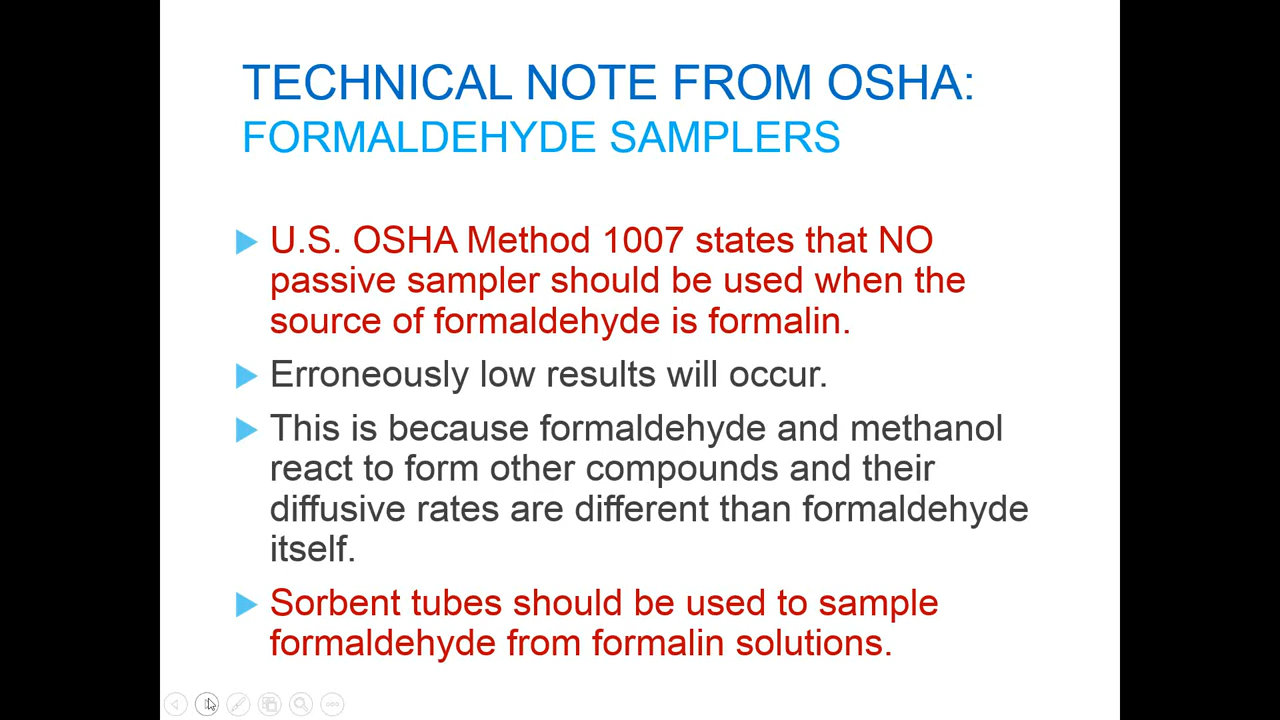 TECHNICAL NOTE FROM OSHA:
FORMALDEHYDE SAMPLERS
U.S. OSHA Method 1007 states that NO
passive sampler should be used when the
source of formaldehyde is formalin.
Erroneously low results will occur.
This is because formaldehyde and methanol
react to form other compounds and their
diffusive rates are different than formaldehyde
itself.
Sorbent tubes should be used to sample
formaldehyde from formalin solutions.